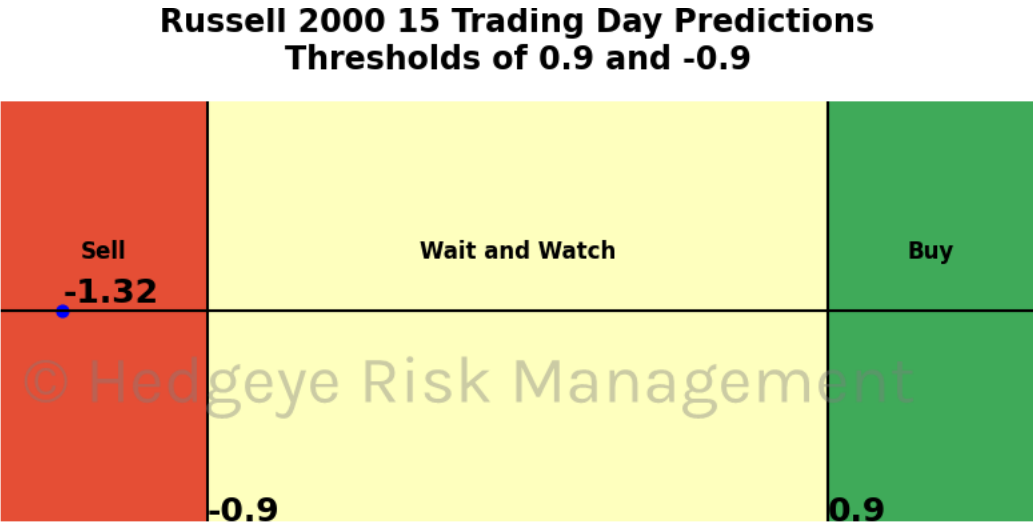 Russell 2000 15 Trading Day Predictions
Thresholds of 0.9 and -0.9
Sell
Wait and Watch
Buy
-1.32
© Hedgeye Risk Management
-0.9
0.9